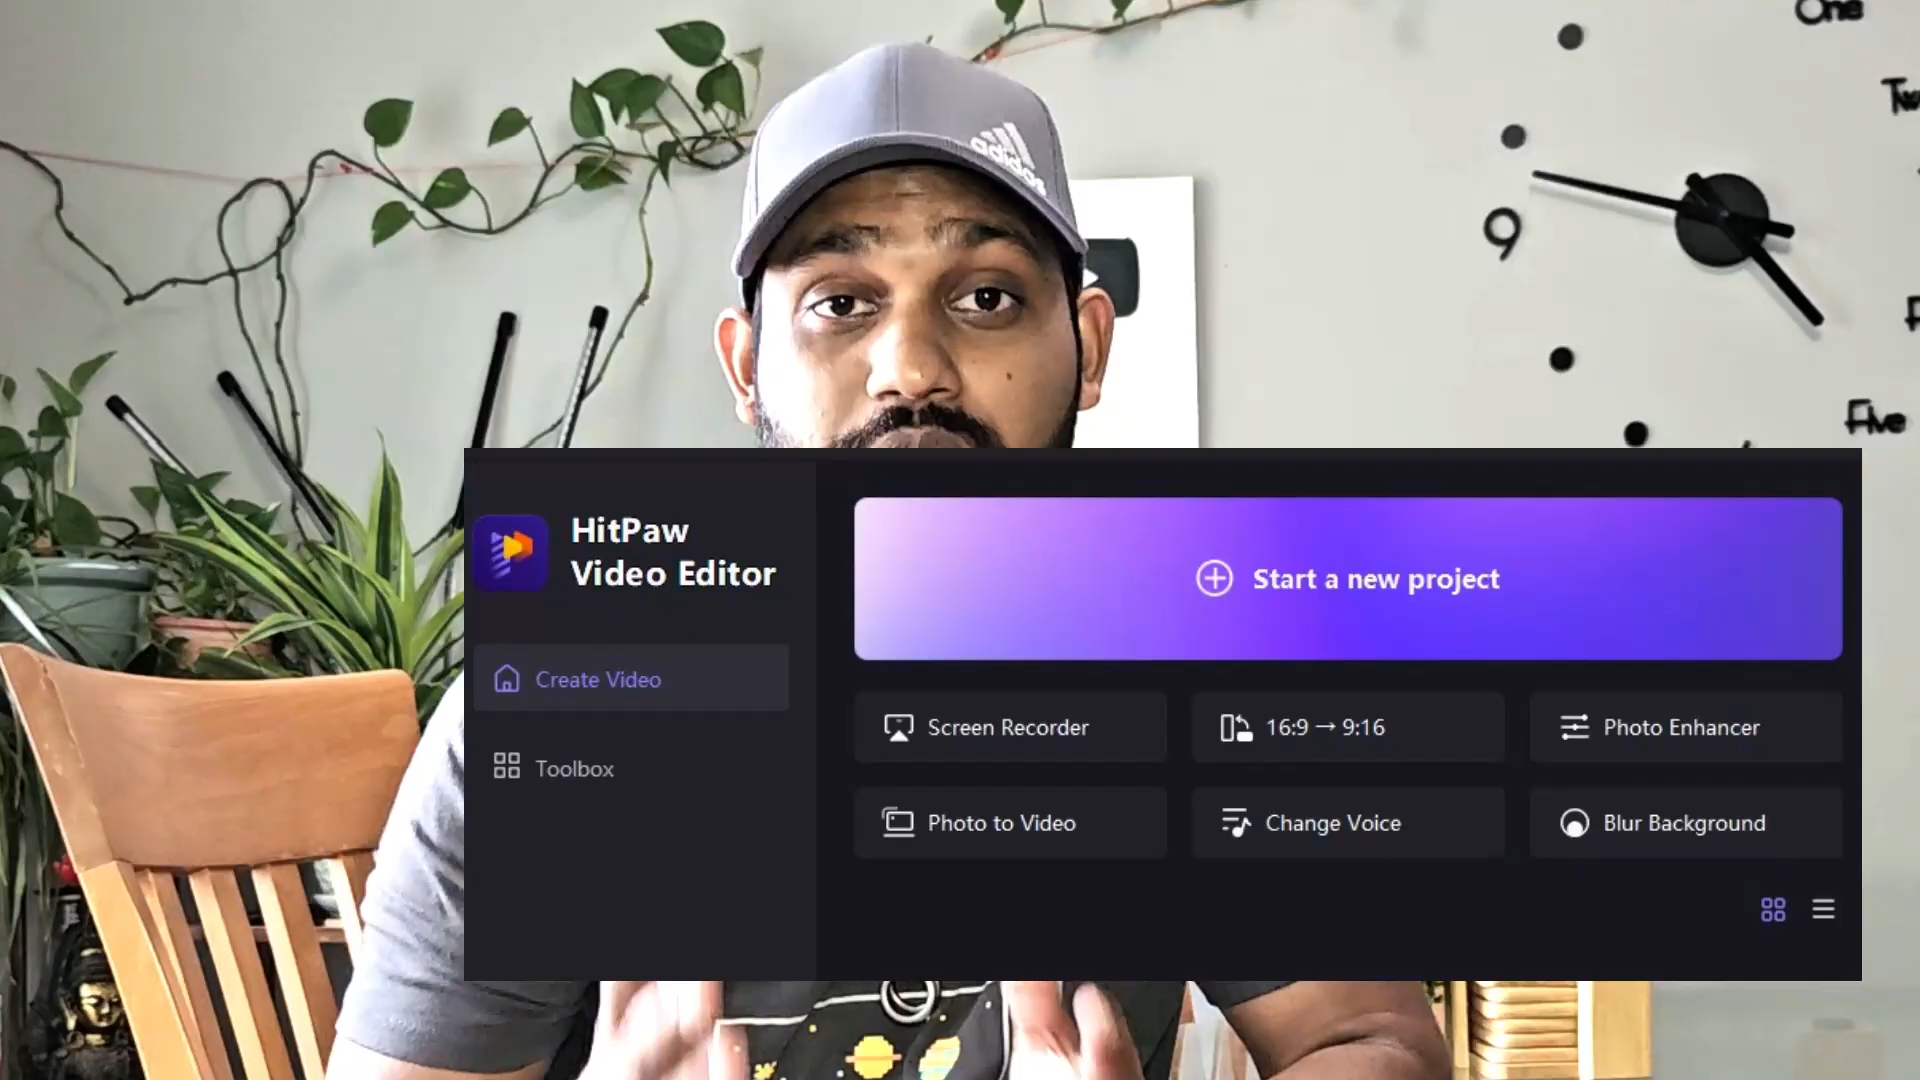 One
adidas
9
Five
HitPaw
Video Editor
Start a new project
Create Video
Toolbox
Screen Recorder
16:9 → 9:16
Photo Enhancer
Photo to Video
Change Voice
Blur Background